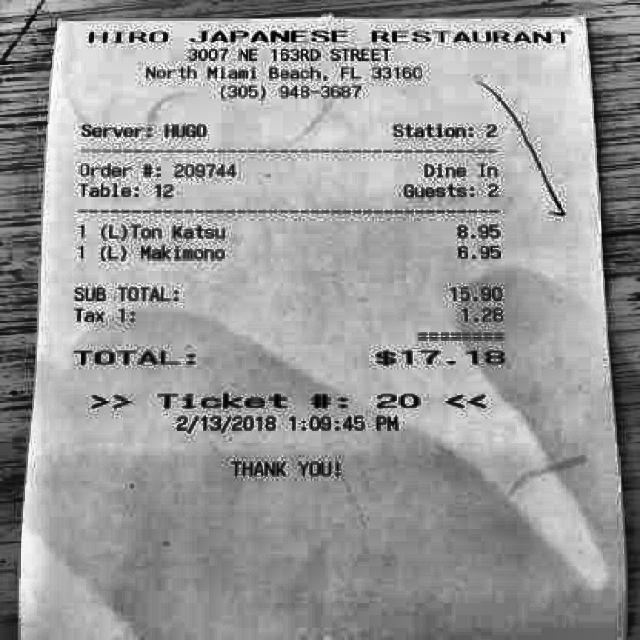 HIRO JAPANESE RESTAURANT
3007 NE 163RD STREET
North Miami Beach, FL 33160
(305) 948-3687
Server: HUGO Station: 2
Order #: 209744 Dine In
Table: 12 Guests: 2
1 (L)Ton Katsu 8.95
1 (L) Makimono 6.95
SUB TOTAL: 15.90
Tax 1: 1.28
========
TOTAL: $17.18
>> Ticket #: 20 <<
2/13/2018 1:09:45 PM
THANK YOU!